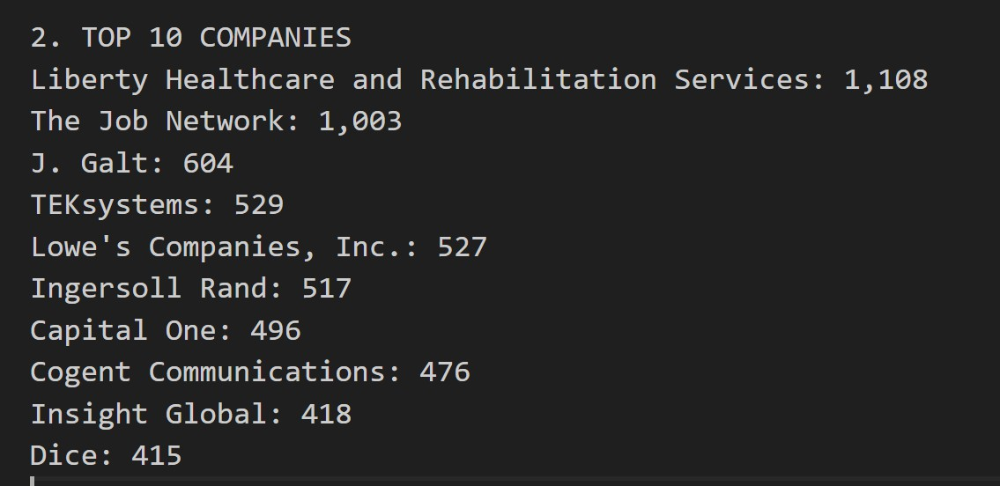 2. TOP 10 COMPANIES
Liberty Healthcare and Rehabilitation Services: 1,108
The Job Network: 1,003
J. Galt: 604
TEKsystems: 529
Lowe's Companies, Inc.: 527
Ingersoll Rand: 517
Capital One: 496
Cogent Communications: 476
Insight Global: 418
Dice: 415